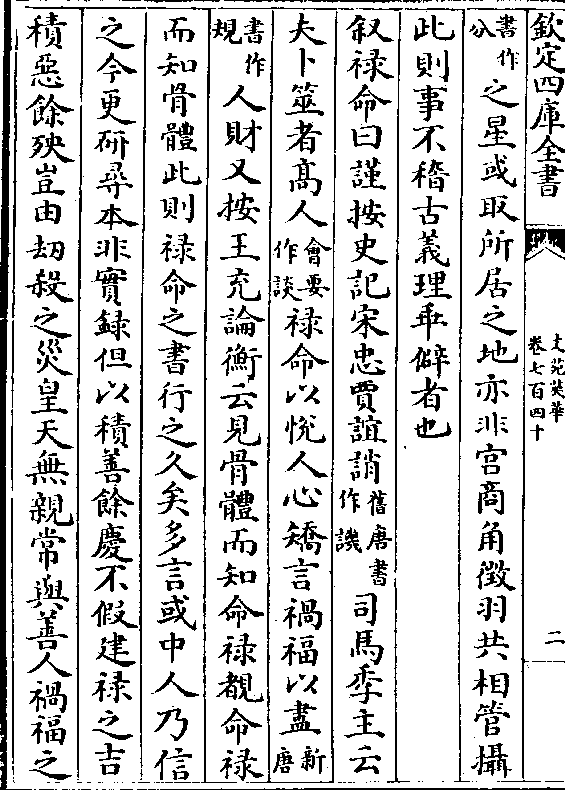 欽定四庫全書
文苑英華
卷七百四十
二
書作公之星或取所居之地亦非宮商角徵羽共相管攝
此則事不稽古義理乖僻者也
叙禄命曰謹按史記宋忠賈誼誚舊唐書作譏司馬季主云
夫卜筮者髙人會要作談禄命以悅人心矯言禍福以盡新唐
書作規人財又按王充論衡云見骨體而知命禄覩命禄
而知骨體此則禄命之書行之久矣多言或中人乃信
之今更研尋本非實録但以積善餘慶不假建禄之吉
積惡餘殃豈由刼殺之災皇天無親常與善人禍福之